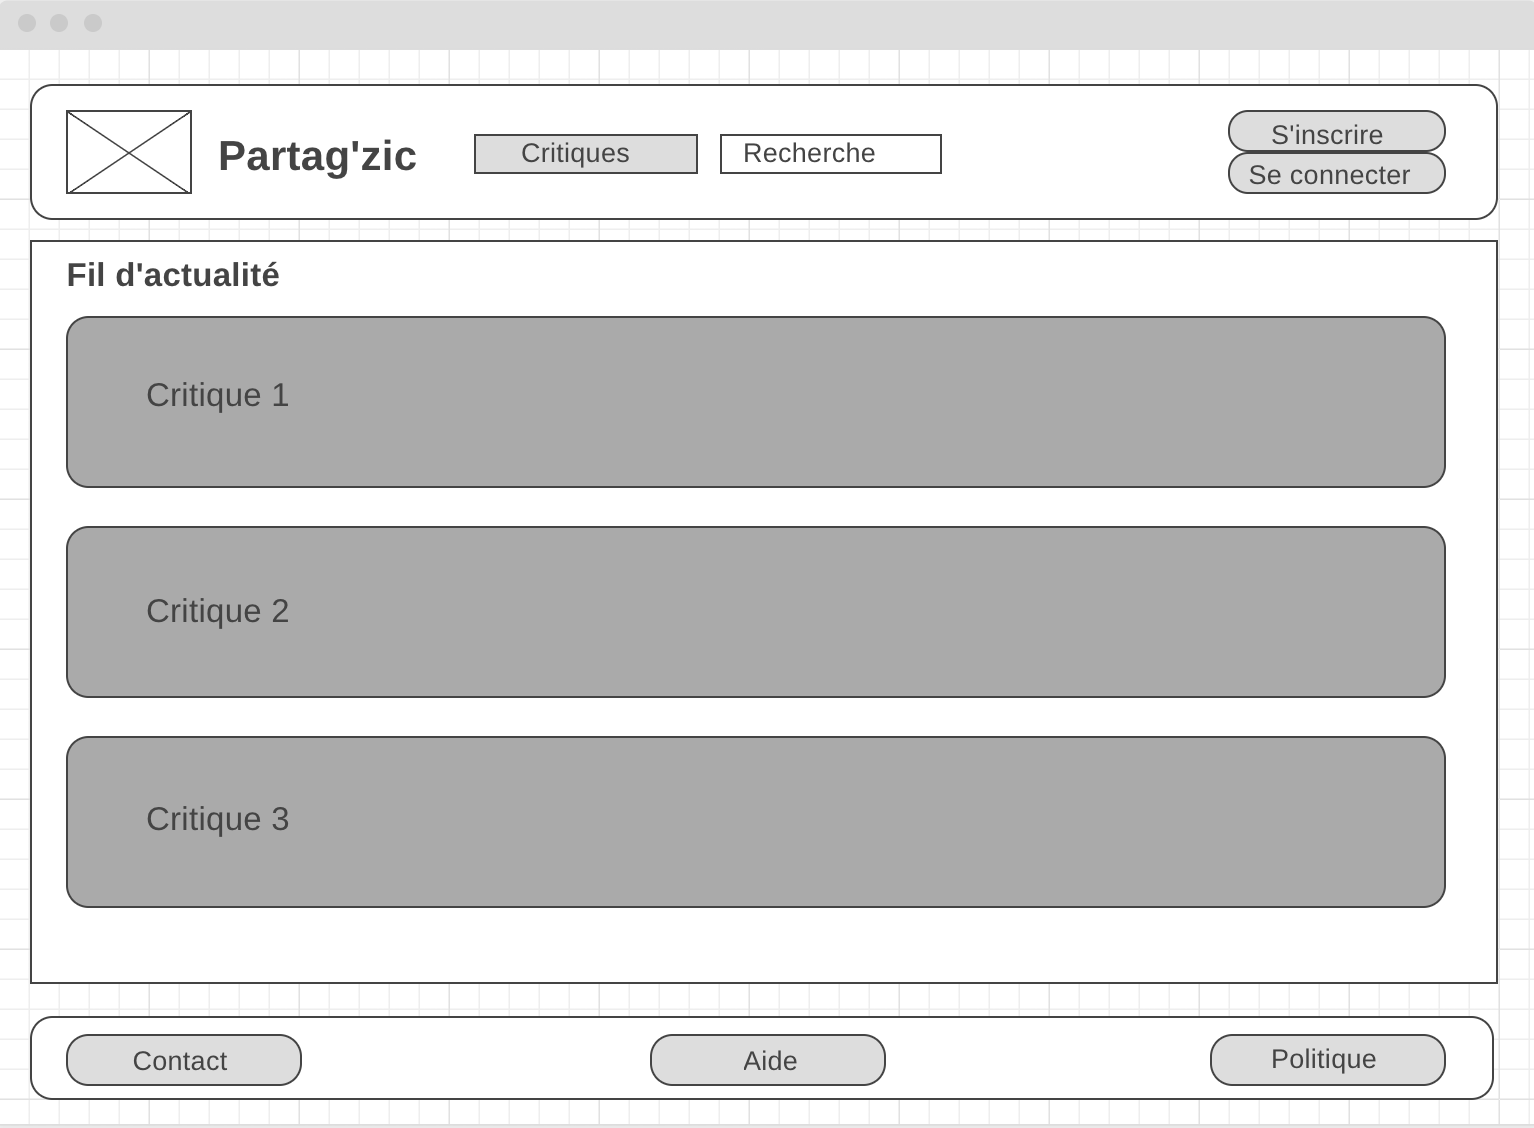 Partag'zic
Critiques
Recherche
S'inscrire
Se connecter
Fil d'actualité
Critique 1
Critique 2
Critique 3
Contact
Aide
Politique